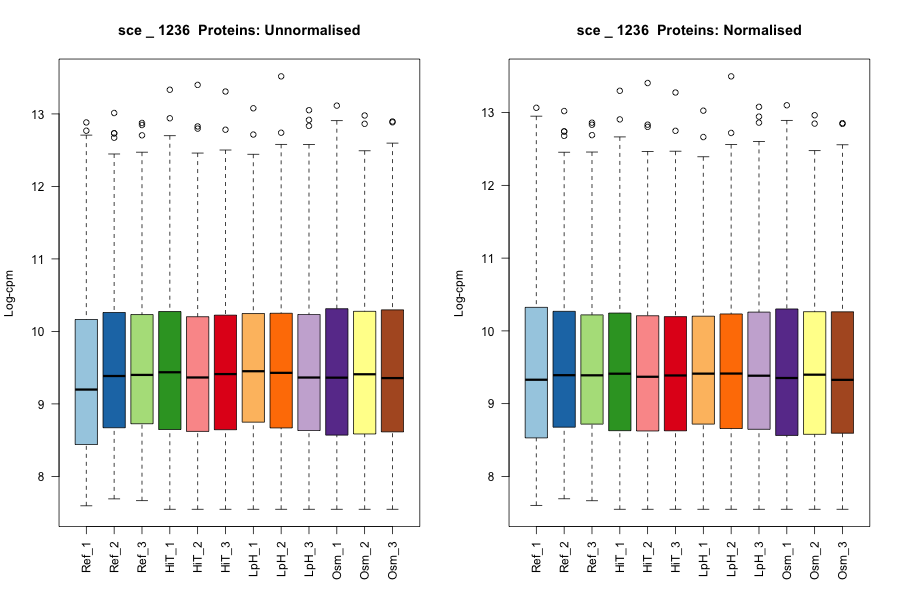 sce _ 1236  Proteins: Unnormalised
Log-cpm
13
12
11
10
9
8
Ref_1
Ref_2
Ref_3
HiT_1
HiT_2
HiT_3
LpH_1
LpH_2
LpH_3
Osm_1
Osm_2
Osm_3
sce _ 1236  Proteins: Normalised
Log-cpm
13
12
11
10
9
8
Ref_1
Ref_2
Ref_3
HiT_1
HiT_2
HiT_3
LpH_1
LpH_2
LpH_3
Osm_1
Osm_2
Osm_3